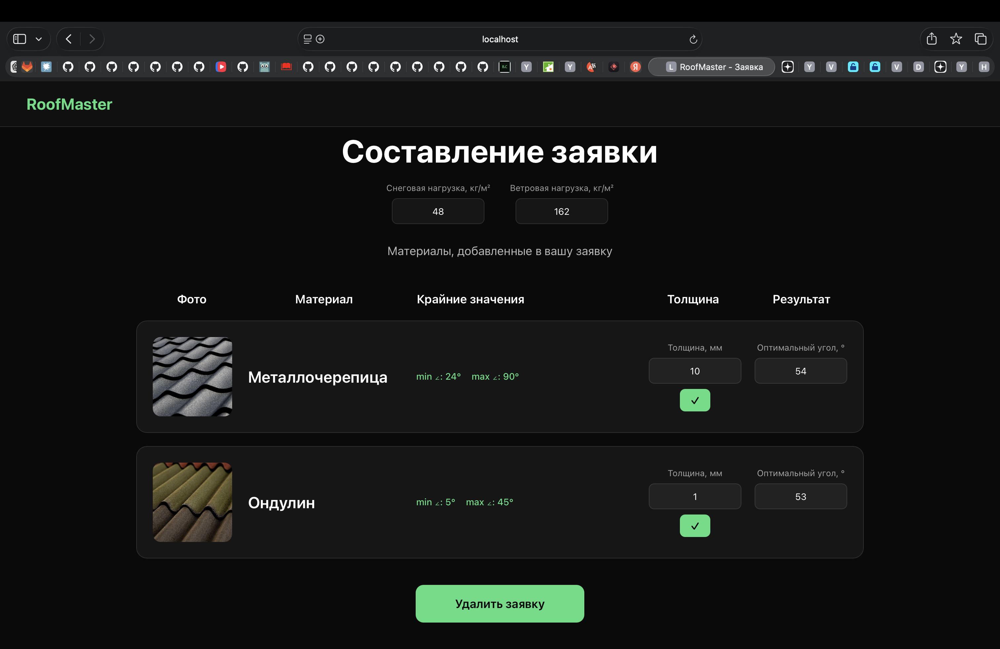 localhost
B.C Y Y Я L RoofMaster - Заявка Y V V D Y H
RoofMaster
Составление заявки
Снеговая нагрузка, кг/м² Ветровая нагрузка, кг/м²
48 162
Материалы, добавленные в вашу заявку
Фото Материал Крайние значения Толщина Результат
Толщина, мм Оптимальный угол, °
Металлочерепица min ∠: 24° max ∠: 90° 10 54
Толщина, мм Оптимальный угол, °
Ондулин min ∠: 5° max ∠: 45° 1 53
Удалить заявку